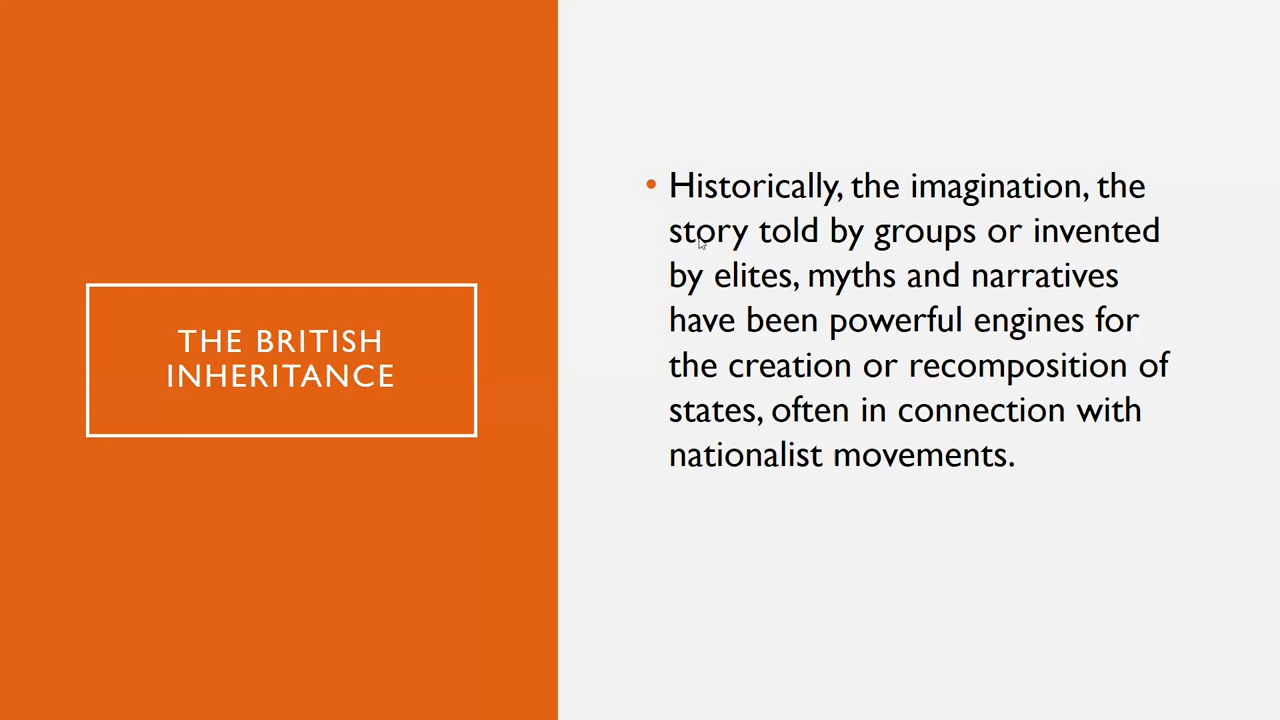 THE BRITISH
INHERITANCE
• Historically, the imagination, the
story told by groups or invented
by elites, myths and narratives
have been powerful engines for
the creation or recomposition of
states, often in connection with
nationalist movements.